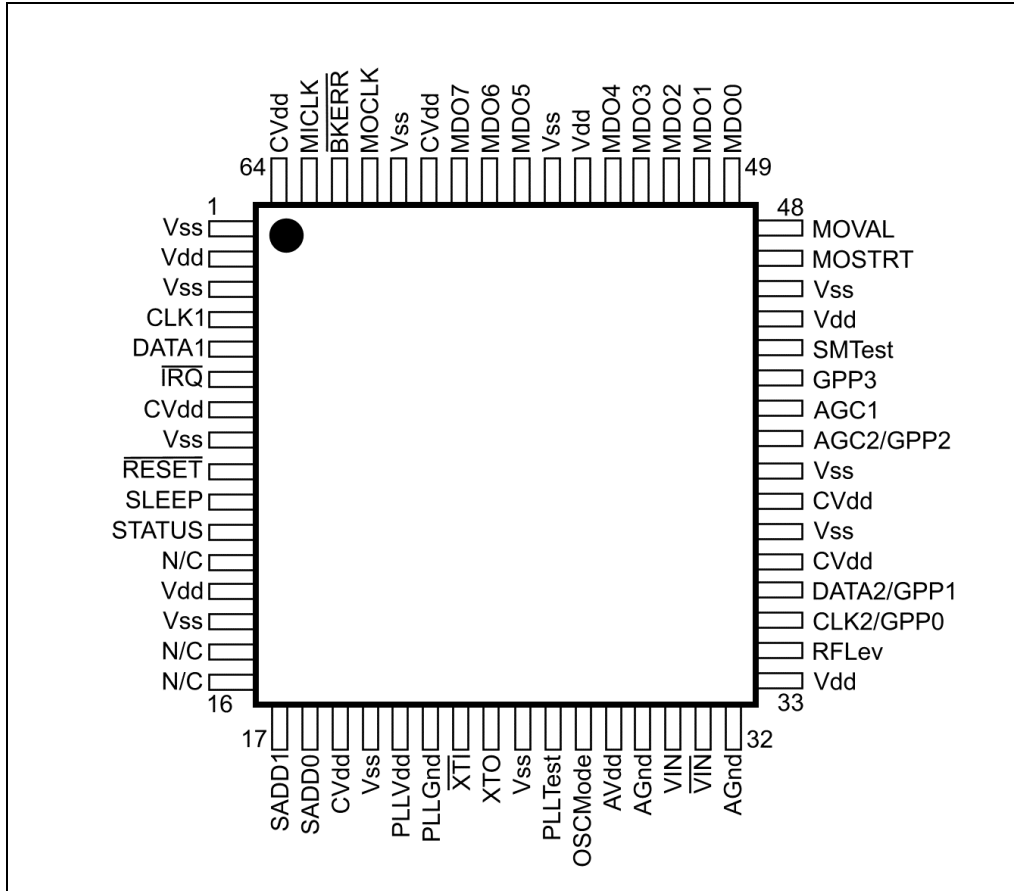 64
CVdd
MICLK
BKERR
MOCLK
Vss
CVdd
MDO7
MDO6
MDO5
Vss
Vdd
MDO4
MDO3
MDO2
MDO1
MDO0
49
1
Vss
Vdd
Vss
CLK1
DATA1
IRQ
CVdd
Vss
RESET
SLEEP
STATUS
N/C
Vdd
Vss
N/C
N/C
16
48
MOVAL
MOSTRT
Vss
Vdd
SMTest
GPP3
AGC1
AGC2/GPP2
Vss
CVdd
Vss
CVdd
DATA2/GPP1
CLK2/GPP0
RFLev
Vdd
33
17
SADD1
SADD0
CVdd
Vss
PLLVdd
PLLGnd
XTI
XTO
Vss
PLLTest
OSCMode
AVdd
AGnd
VIN
VIN
AGnd
32